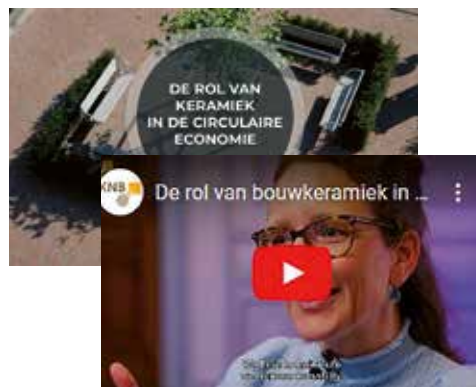 DE ROL VAN
KERAMIEK
IN DE CIRCULAIRE
ECONOMIE
KNB
De rol van bouwkeramiek in ...